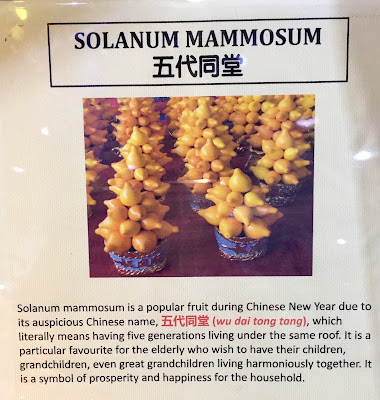 SOLANUM MAMMOSUM
五代同堂
Solanum mammosum is a popular fruit during Chinese New Year due to
its auspicious Chinese name, 五代同堂 (wu dai tong tang), which
literally means having five generations living under the same roof. It is a
particular favourite for the elderly who wish to have their children,
grandchildren, even great grandchildren living harmoniously together. It
is a symbol of prosperity and happiness for the household.